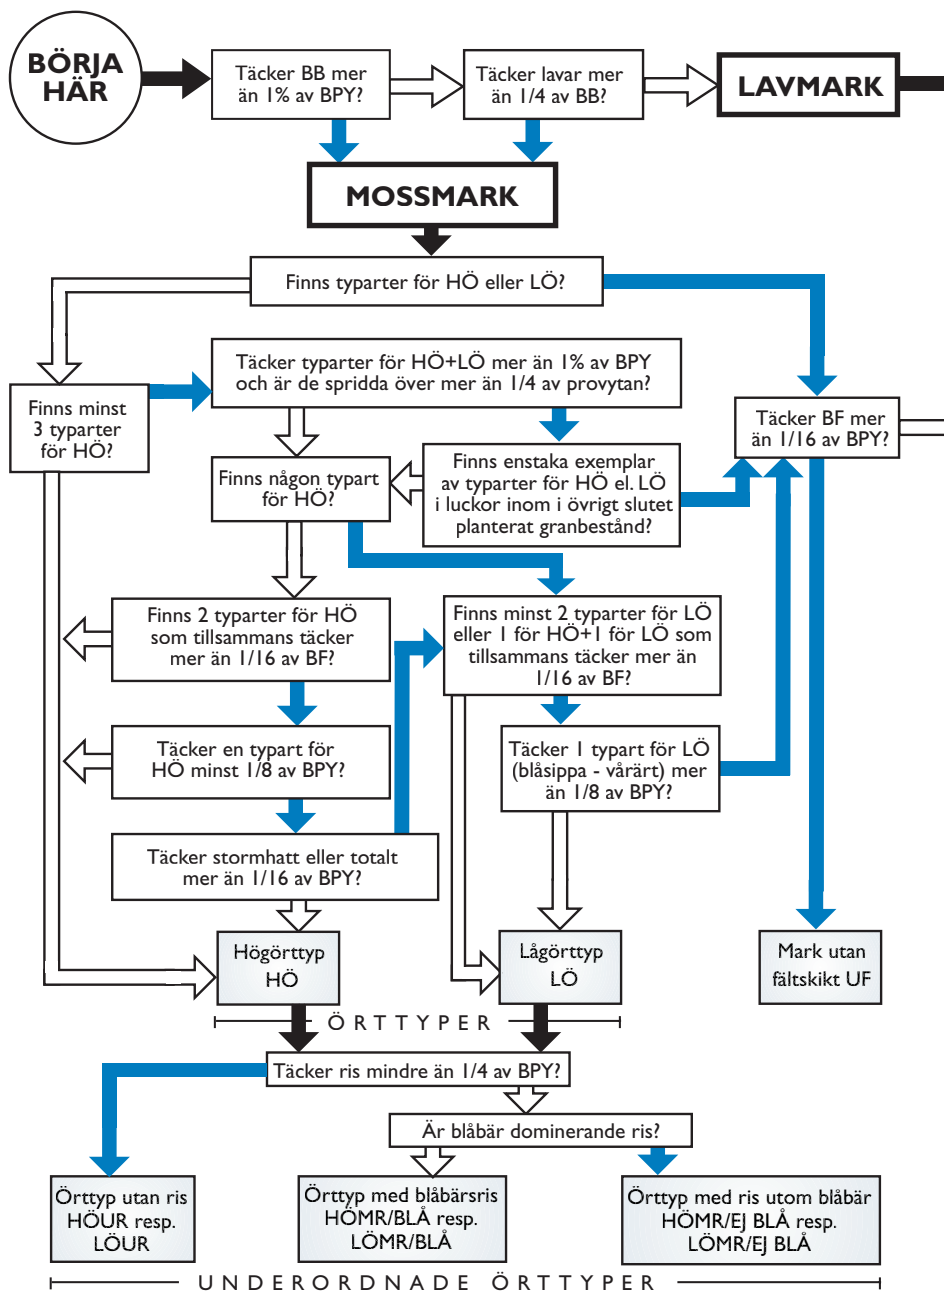 BÖRJA
HÄR
Täcker BB mer
än 1% av BPY?
Täcker lavar mer
än 1/4 av BB?
LAVMARK
MOSSMARK
Finns typarter för HÖ eller LÖ?
Täcker typarter för HÖ+LÖ mer än 1% av BPY
och är de spridda över mer än 1/4 av provytan?
Finns minst
3 typarter
för HÖ?
Täcker BF mer
än 1/16 av BPY?
Finns någon typart
för HÖ?
Finns enstaka exemplar
av typarter för HÖ el. LÖ
i luckor inom i övrigt slutet
planterat granbestånd?
Finns 2 typarter för HÖ
som tillsammans täcker
mer än 1/16 av BF?
Finns minst 2 typarter för LÖ
eller 1 för HÖ+1 för LÖ som
tillsammans täcker mer än
1/16 av BF?
Täcker en typart för
HÖ minst 1/8 av BPY?
Täcker 1 typart för LÖ
(blåsippa - vårärt) mer
än 1/8 av BPY?
Täcker stormhatt eller totalt
mer än 1/16 av BPY?
Högörttyp
HÖ
Lågörttyp
LÖ
Mark utan
fältskikt UF
ÖRTTYPER
Täcker ris mindre än 1/4 av BPY?
Är blåbär dominerande ris?
Örttyp utan ris
HÖUR resp.
LÖUR
Örttyp med blåbärsris
HÖMR/BLÅ resp.
LÖMR/BLÅ
Örttyp med ris utom blåbär
HÖMR/EJ BLÅ resp.
LÖMR/EJ BLÅ
UNDERORDNADE ÖRTTYPER